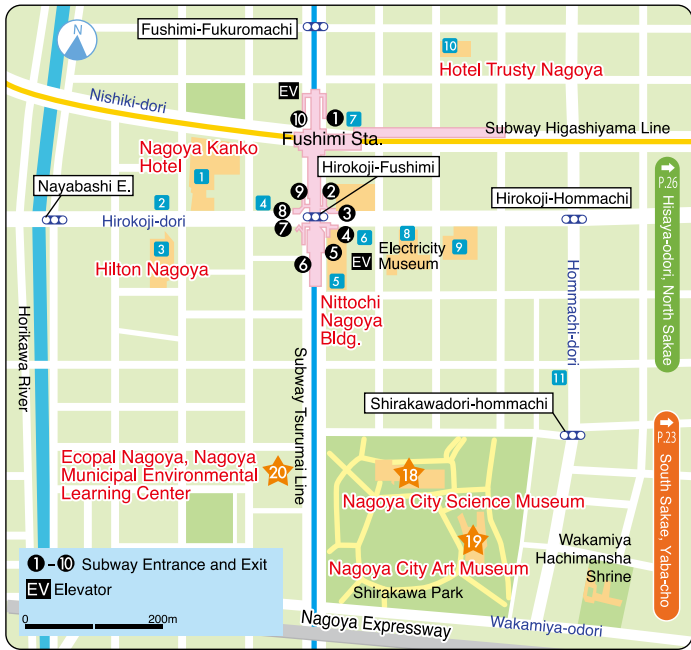 Fushimi-Fukuromachi
N
10
Hotel Trusty Nagoya
EV
Nishiki-dori
10
1
7
Fushimi Sta.
Subway Higashiyama Line
Nagoya Kanko
Hotel
1
Hirokoji-Fushimi
Nayabashi E.
2
4
9
2
Hirokoji-Hommachi
8
3
Hirokoji-dori
7
4
6
8
9
3
Hilton Nagoya
5
EV
Electricity
Museum
6
5
Nittochi
Nagoya
Bldg.
Hommachi-dori
P.26
Hisaya-odori, North Sakae
Horikawa River
Subway Tsurumai Line
11
Shirakawadori-hommachi
P.23
South Sakae, Yaba-cho
Ecopal Nagoya, Nagoya
Municipal Environmental
Learning Center
20
18
Nagoya City Science Museum
19
Nagoya City Art Museum
Shirakawa Park
Wakamiya
Hachimansha
Shrine
1 - 10 Subway Entrance and Exit
EV Elevator
0 200m
Nagoya Expressway
Wakamiya-odori